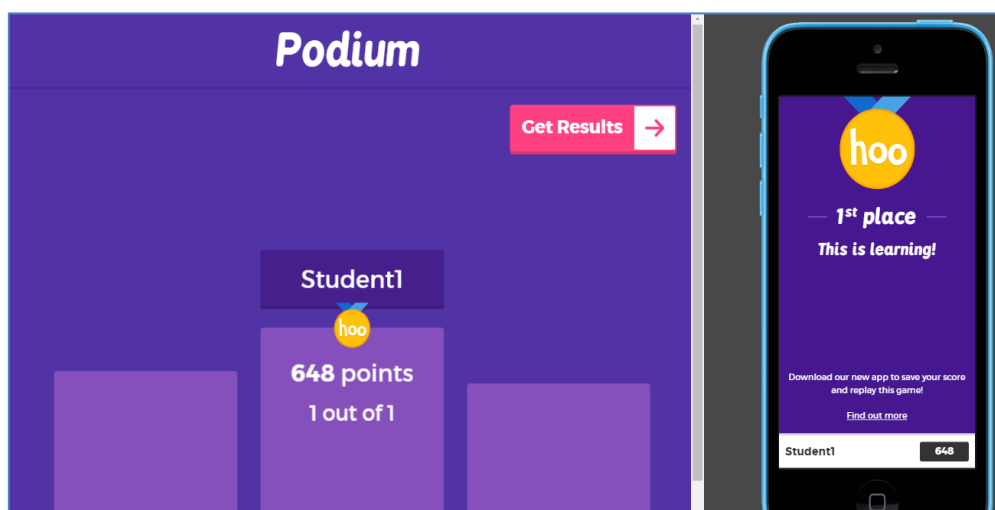 Podium
Get Results
Student1
hoo
648 points
1 out of 1
hoo
1st place
This is learning!
Download our new app to save your score
and replay this game!
Find out more
Student1 648